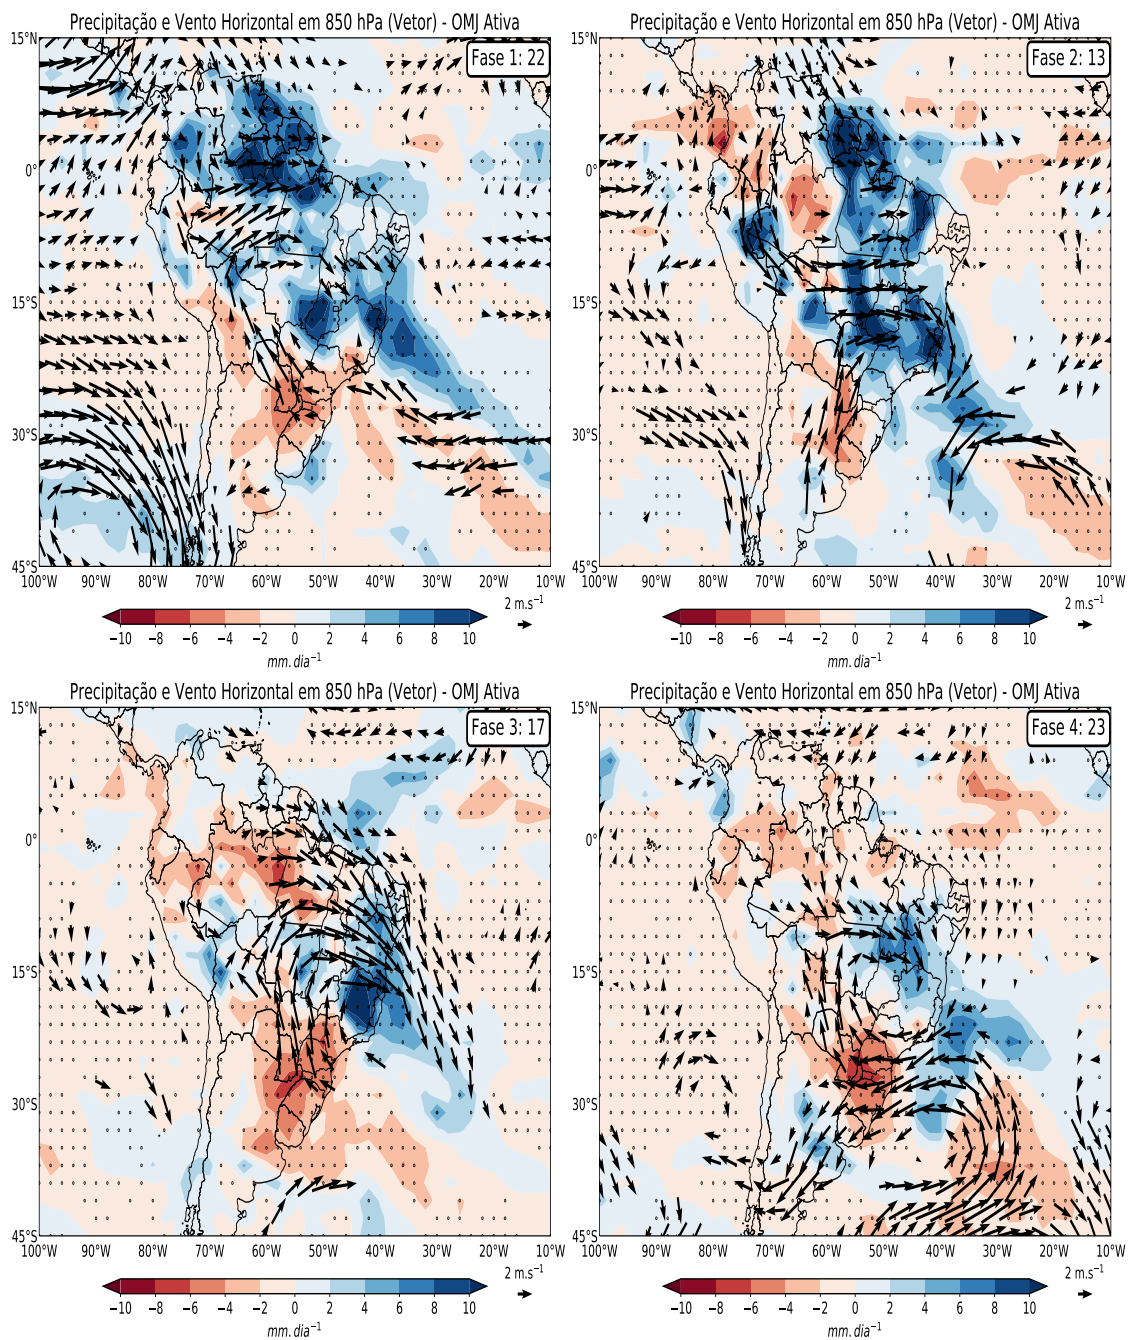 Precipitação e Vento Horizontal em 850 hPa (Vetor) - OMJ Ativa
Fase 1: 22
15°N
0°
15°S
30°S
45°S
100°W 90°W 80°W 70°W 60°W 50°W 40°W 30°W 20°W 10°W
−10 −8 −6 −4 −2 0 2 4 6 8 10
mm.dia⁻¹
2 m.s⁻¹
Precipitação e Vento Horizontal em 850 hPa (Vetor) - OMJ Ativa
Fase 2: 13
15°N
0°
15°S
30°S
45°S
100°W 90°W 80°W 70°W 60°W 50°W 40°W 30°W 20°W 10°W
−10 −8 −6 −4 −2 0 2 4 6 8 10
mm.dia⁻¹
2 m.s⁻¹
Precipitação e Vento Horizontal em 850 hPa (Vetor) - OMJ Ativa
Fase 3: 17
15°N
0°
15°S
30°S
45°S
100°W 90°W 80°W 70°W 60°W 50°W 40°W 30°W 20°W 10°W
−10 −8 −6 −4 −2 0 2 4 6 8 10
mm.dia⁻¹
2 m.s⁻¹
Precipitação e Vento Horizontal em 850 hPa (Vetor) - OMJ Ativa
Fase 4: 23
15°N
0°
15°S
30°S
45°S
100°W 90°W 80°W 70°W 60°W 50°W 40°W 30°W 20°W 10°W
−10 −8 −6 −4 −2 0 2 4 6 8 10
mm.dia⁻¹
2 m.s⁻¹